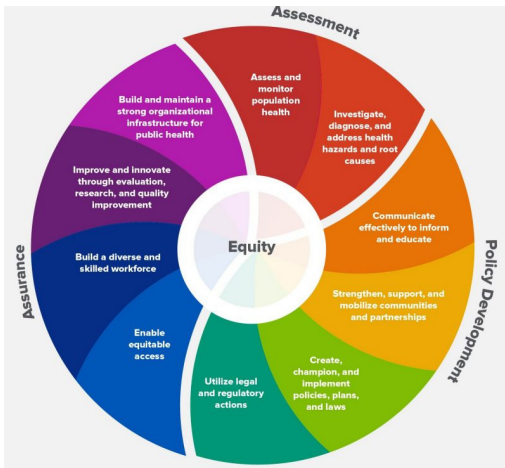 Assessment
Assess and
monitor
population
health
Investigate,
diagnose, and
address health
hazards and root
causes
Policy Development
Communicate
effectively to inform
and educate
Strengthen, support, and
mobilize communities
and partnerships
Create,
champion, and
implement
policies, plans,
and laws
Utilize legal
and regulatory
actions
Assurance
Enable
equitable
access
Build a diverse and
skilled workforce
Improve and innovate
through evaluation,
research, and quality
improvement
Build and maintain a
strong organizational
infrastructure for
public health
Equity